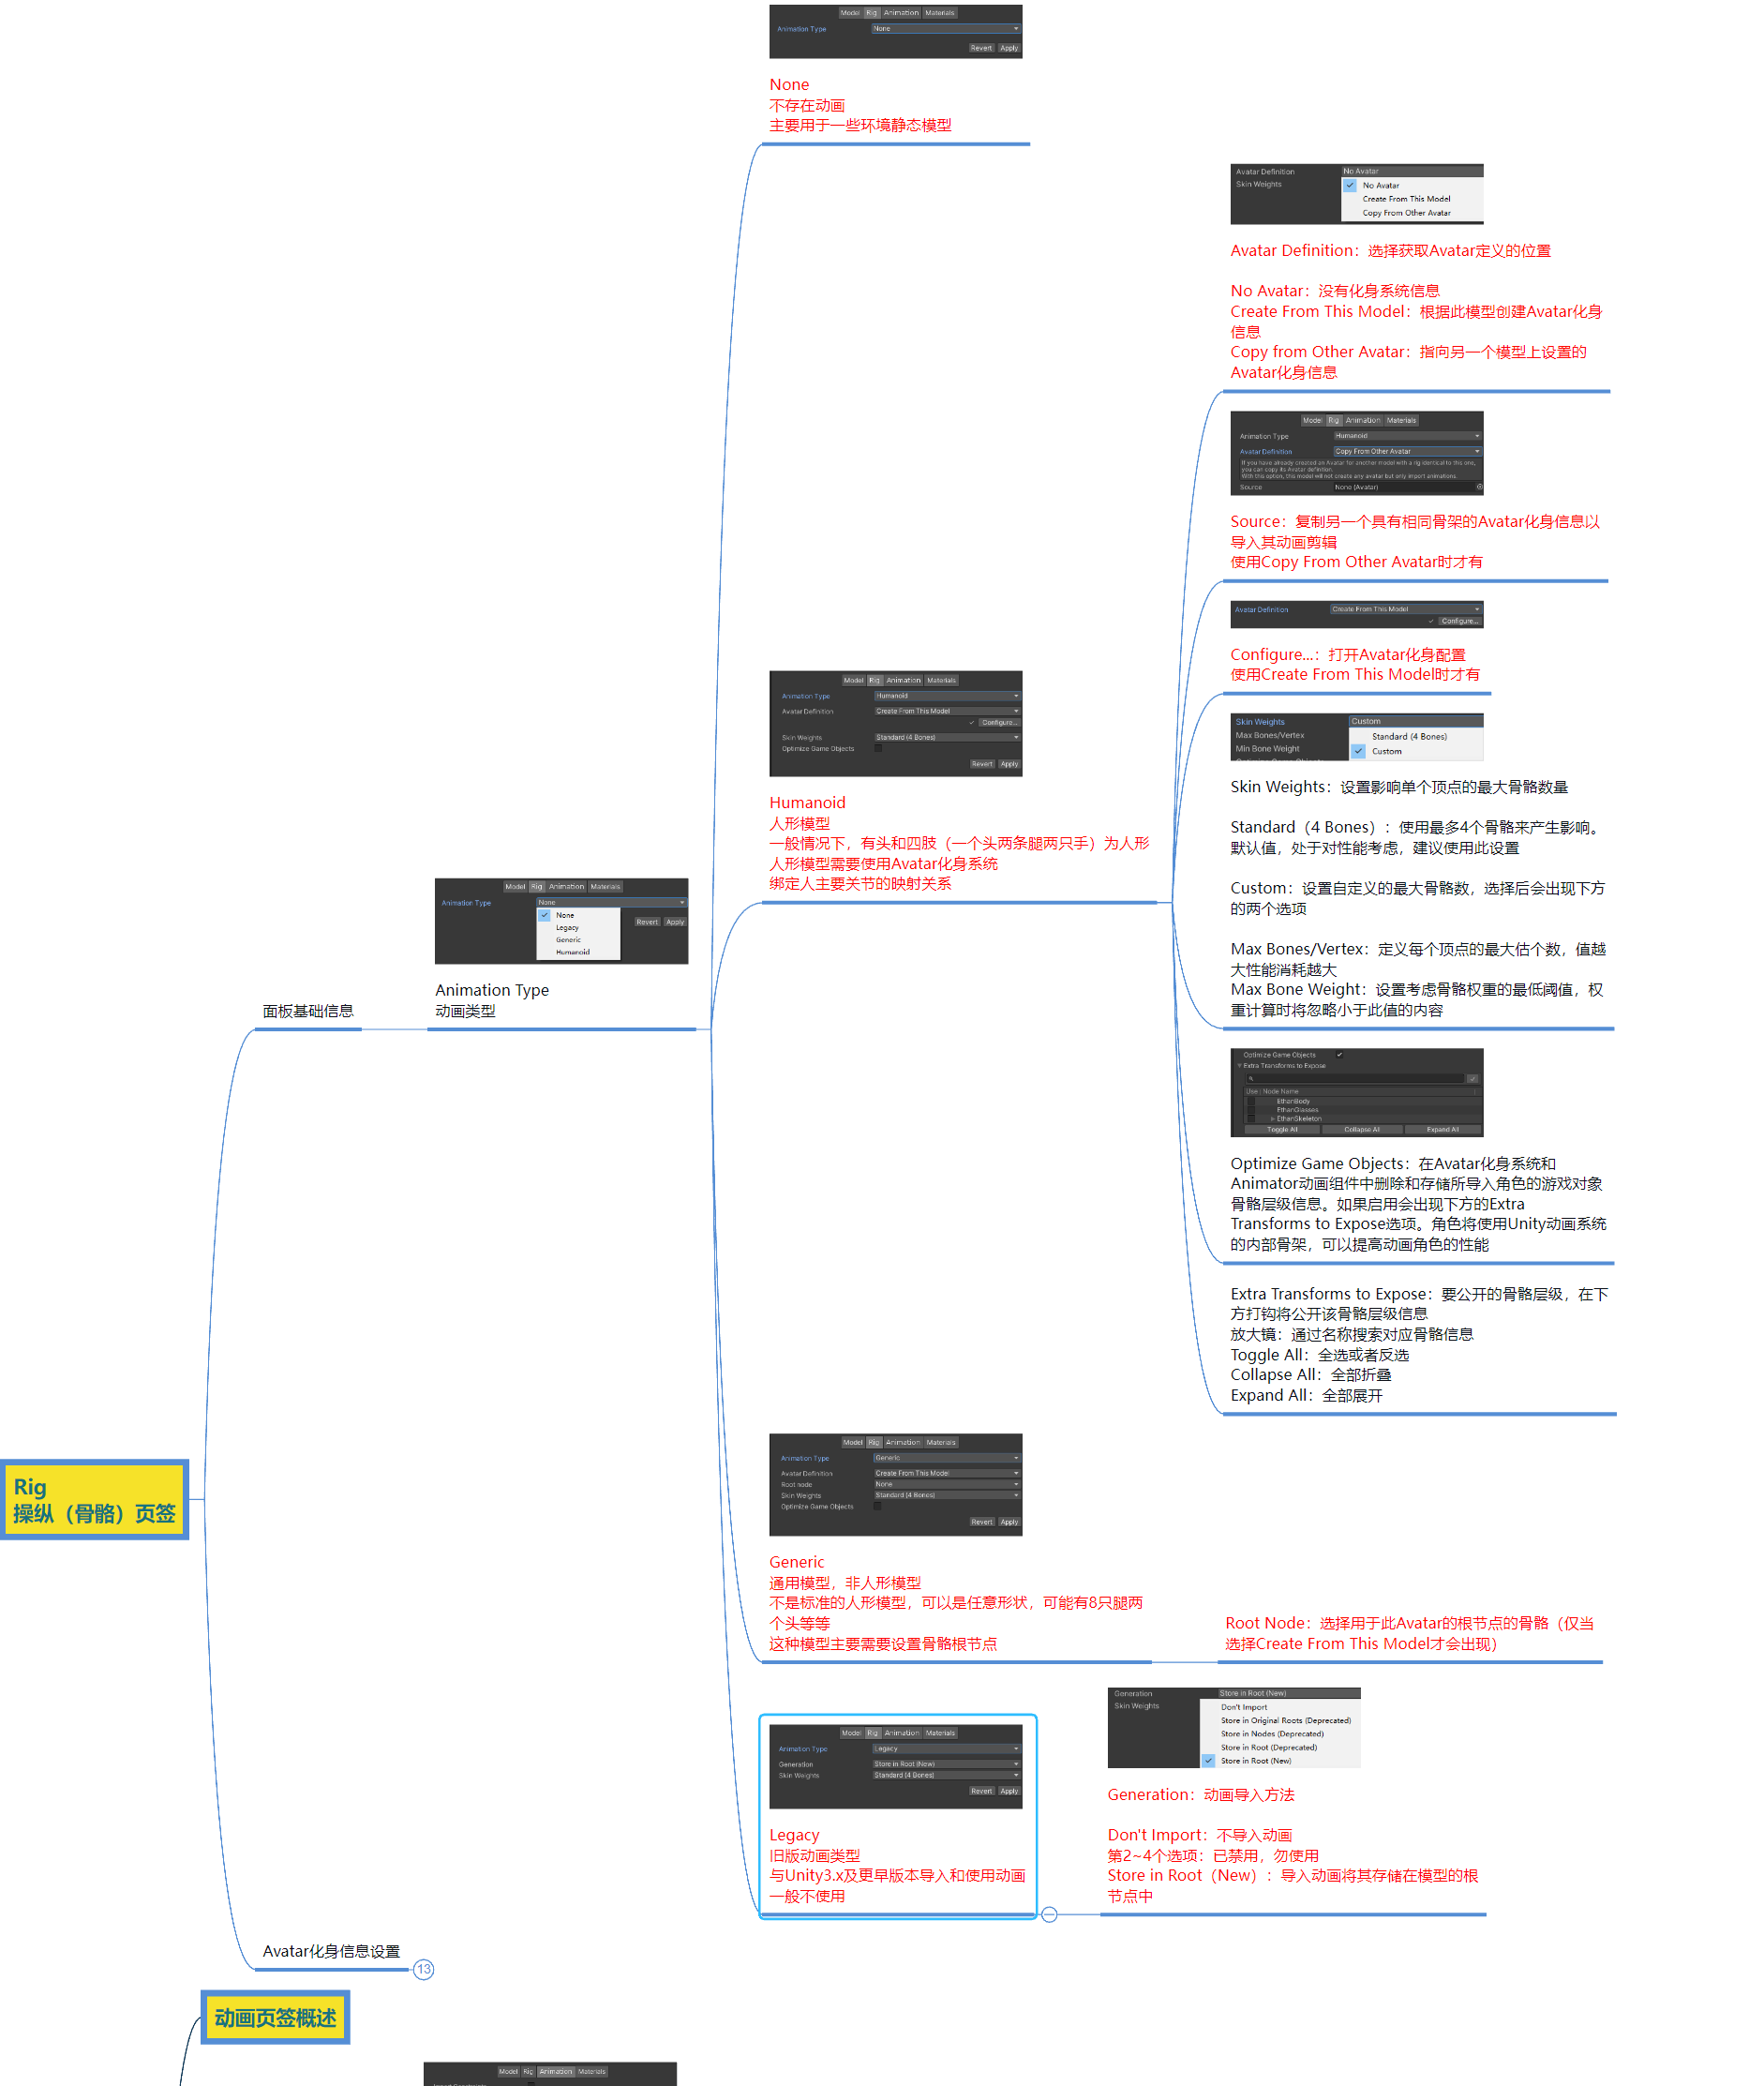 Rig
操纵（骨骼）页签
面板基础信息
Model Rig Animation Materials
Animation Type None
None
Legacy
Generic
Humanoid
Revert Apply
Animation Type
动画类型
Model Rig Animation Materials
Animation Type None
Revert Apply
None
不存在动画
主要用于一些环境静态模型
Model Rig Animation Materials
Animation Type Humanoid
Avatar Definition Create From This Model
Configure...
Skin Weights Standard (4 Bones)
Optimize Game Objects
Revert Apply
Humanoid
人形模型
一般情况下，有头和四肢（一个头两条腿两只手）为人形
人形模型需要使用Avatar化身系统
绑定人主要关节的映射关系
Avatar Definition No Avatar
Skin Weights
No Avatar
Create From This Model
Copy From Other Avatar
Avatar Definition：选择获取Avatar定义的位置
No Avatar：没有化身系统信息
Create From This Model：根据此模型创建Avatar化身
信息
Copy from Other Avatar：指向另一个模型上设置的
Avatar化身信息
Model Rig Animation Materials
Animation Type Humanoid
Avatar Definition Copy From Other Avatar
If you have already created an Avatar for another model with a rig identical to this one,
you can copy its Avatar definition.
With this option, this model will not create any avatar but only import animations.
Source None (Avatar)
Source：复制另一个具有相同骨架的Avatar化身信息以
导入其动画剪辑
使用Copy From Other Avatar时才有
Avatar Definition Create From This Model
Configure...
Configure...：打开Avatar化身配置
使用Create From This Model时才有
Skin Weights Custom
Max Bones/Vertex
Min Bone Weight
Standard (4 Bones)
Custom
Skin Weights：设置影响单个顶点的最大骨骼数量
Standard（4 Bones）：使用最多4个骨骼来产生影响。
默认值，处于对性能考虑，建议使用此设置
Custom：设置自定义的最大骨骼数，选择后会出现下方
的两个选项
Max Bones/Vertex：定义每个顶点的最大估个数，值越
大性能消耗越大
Max Bone Weight：设置考虑骨骼权重的最低阈值，权
重计算时将忽略小于此值的内容
Optimize Game Objects
Extra Transforms to Expose
Use Node Name
EthanBody
EthanGlasses
EthanSkeleton
Toggle All Collapse All Expand All
Optimize Game Objects：在Avatar化身系统和
Animator动画组件中删除和存储所导入角色的游戏对象
骨骼层级信息。如果启用会出现下方的Extra
Transforms to Expose选项。角色将使用Unity动画系统
的内部骨架，可以提高动画角色的性能
Extra Transforms to Expose：要公开的骨骼层级，在下
方打钩将公开该骨骼层级信息
放大镜：通过名称搜索对应骨骼信息
Toggle All：全选或者反选
Collapse All：全部折叠
Expand All：全部展开
Model Rig Animation Materials
Animation Type Generic
Avatar Definition Create From This Model
Root node None
Skin Weights Standard (4 Bones)
Optimize Game Objects
Revert Apply
Generic
通用模型，非人形模型
不是标准的人形模型，可以是任意形状，可能有8只腿两
个头等等
这种模型主要需要设置骨骼根节点
Root Node：选择用于此Avatar的根节点的骨骼（仅当
选择Create From This Model才会出现）
Model Rig Animation Materials
Animation Type Legacy
Generation Store in Root (New)
Skin Weights Standard (4 Bones)
Revert Apply
Legacy
旧版动画类型
与Unity3.x及更早版本导入和使用动画
一般不使用
Generation Store in Root (New)
Skin Weights
Don't Import
Store in Original Roots (Deprecated)
Store in Nodes (Deprecated)
Store in Root (Deprecated)
Store in Root (New)
Generation：动画导入方法
Don't Import：不导入动画
第2~4个选项：已禁用，勿使用
Store in Root（New）：导入动画将其存储在模型的根
节点中
Avatar化身信息设置
13
动画页签概述
Model Rig Animation Materials